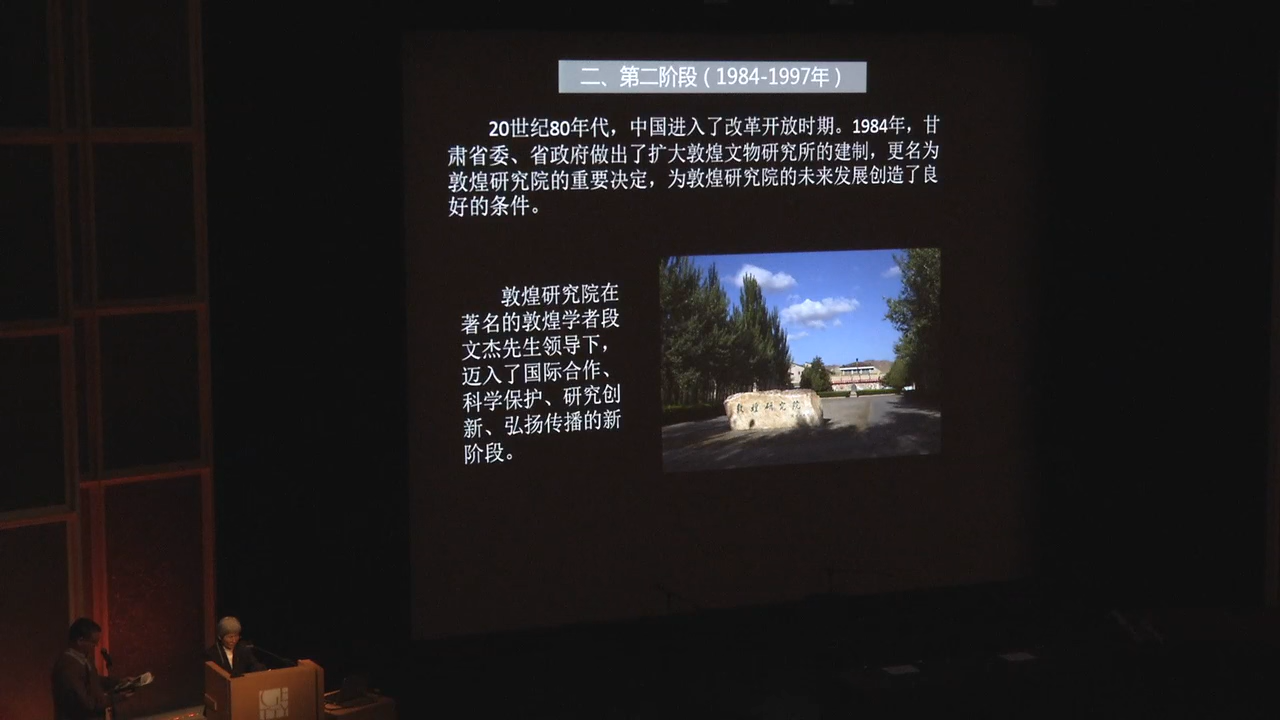 二、第二阶段（1984-1997年）
20世纪80年代，中国进入了改革开放时期。1984年，甘
肃省委、省政府做出了扩大敦煌文物研究所的建制，更名为
敦煌研究院的重要决定，为敦煌研究院的未来发展创造了良
好的条件。
敦煌研究院在
著名的敦煌学者段
文杰先生领导下，
迈入了国际合作、
科学保护、研究创
新、弘扬传播的新
阶段。
敦煌研究院